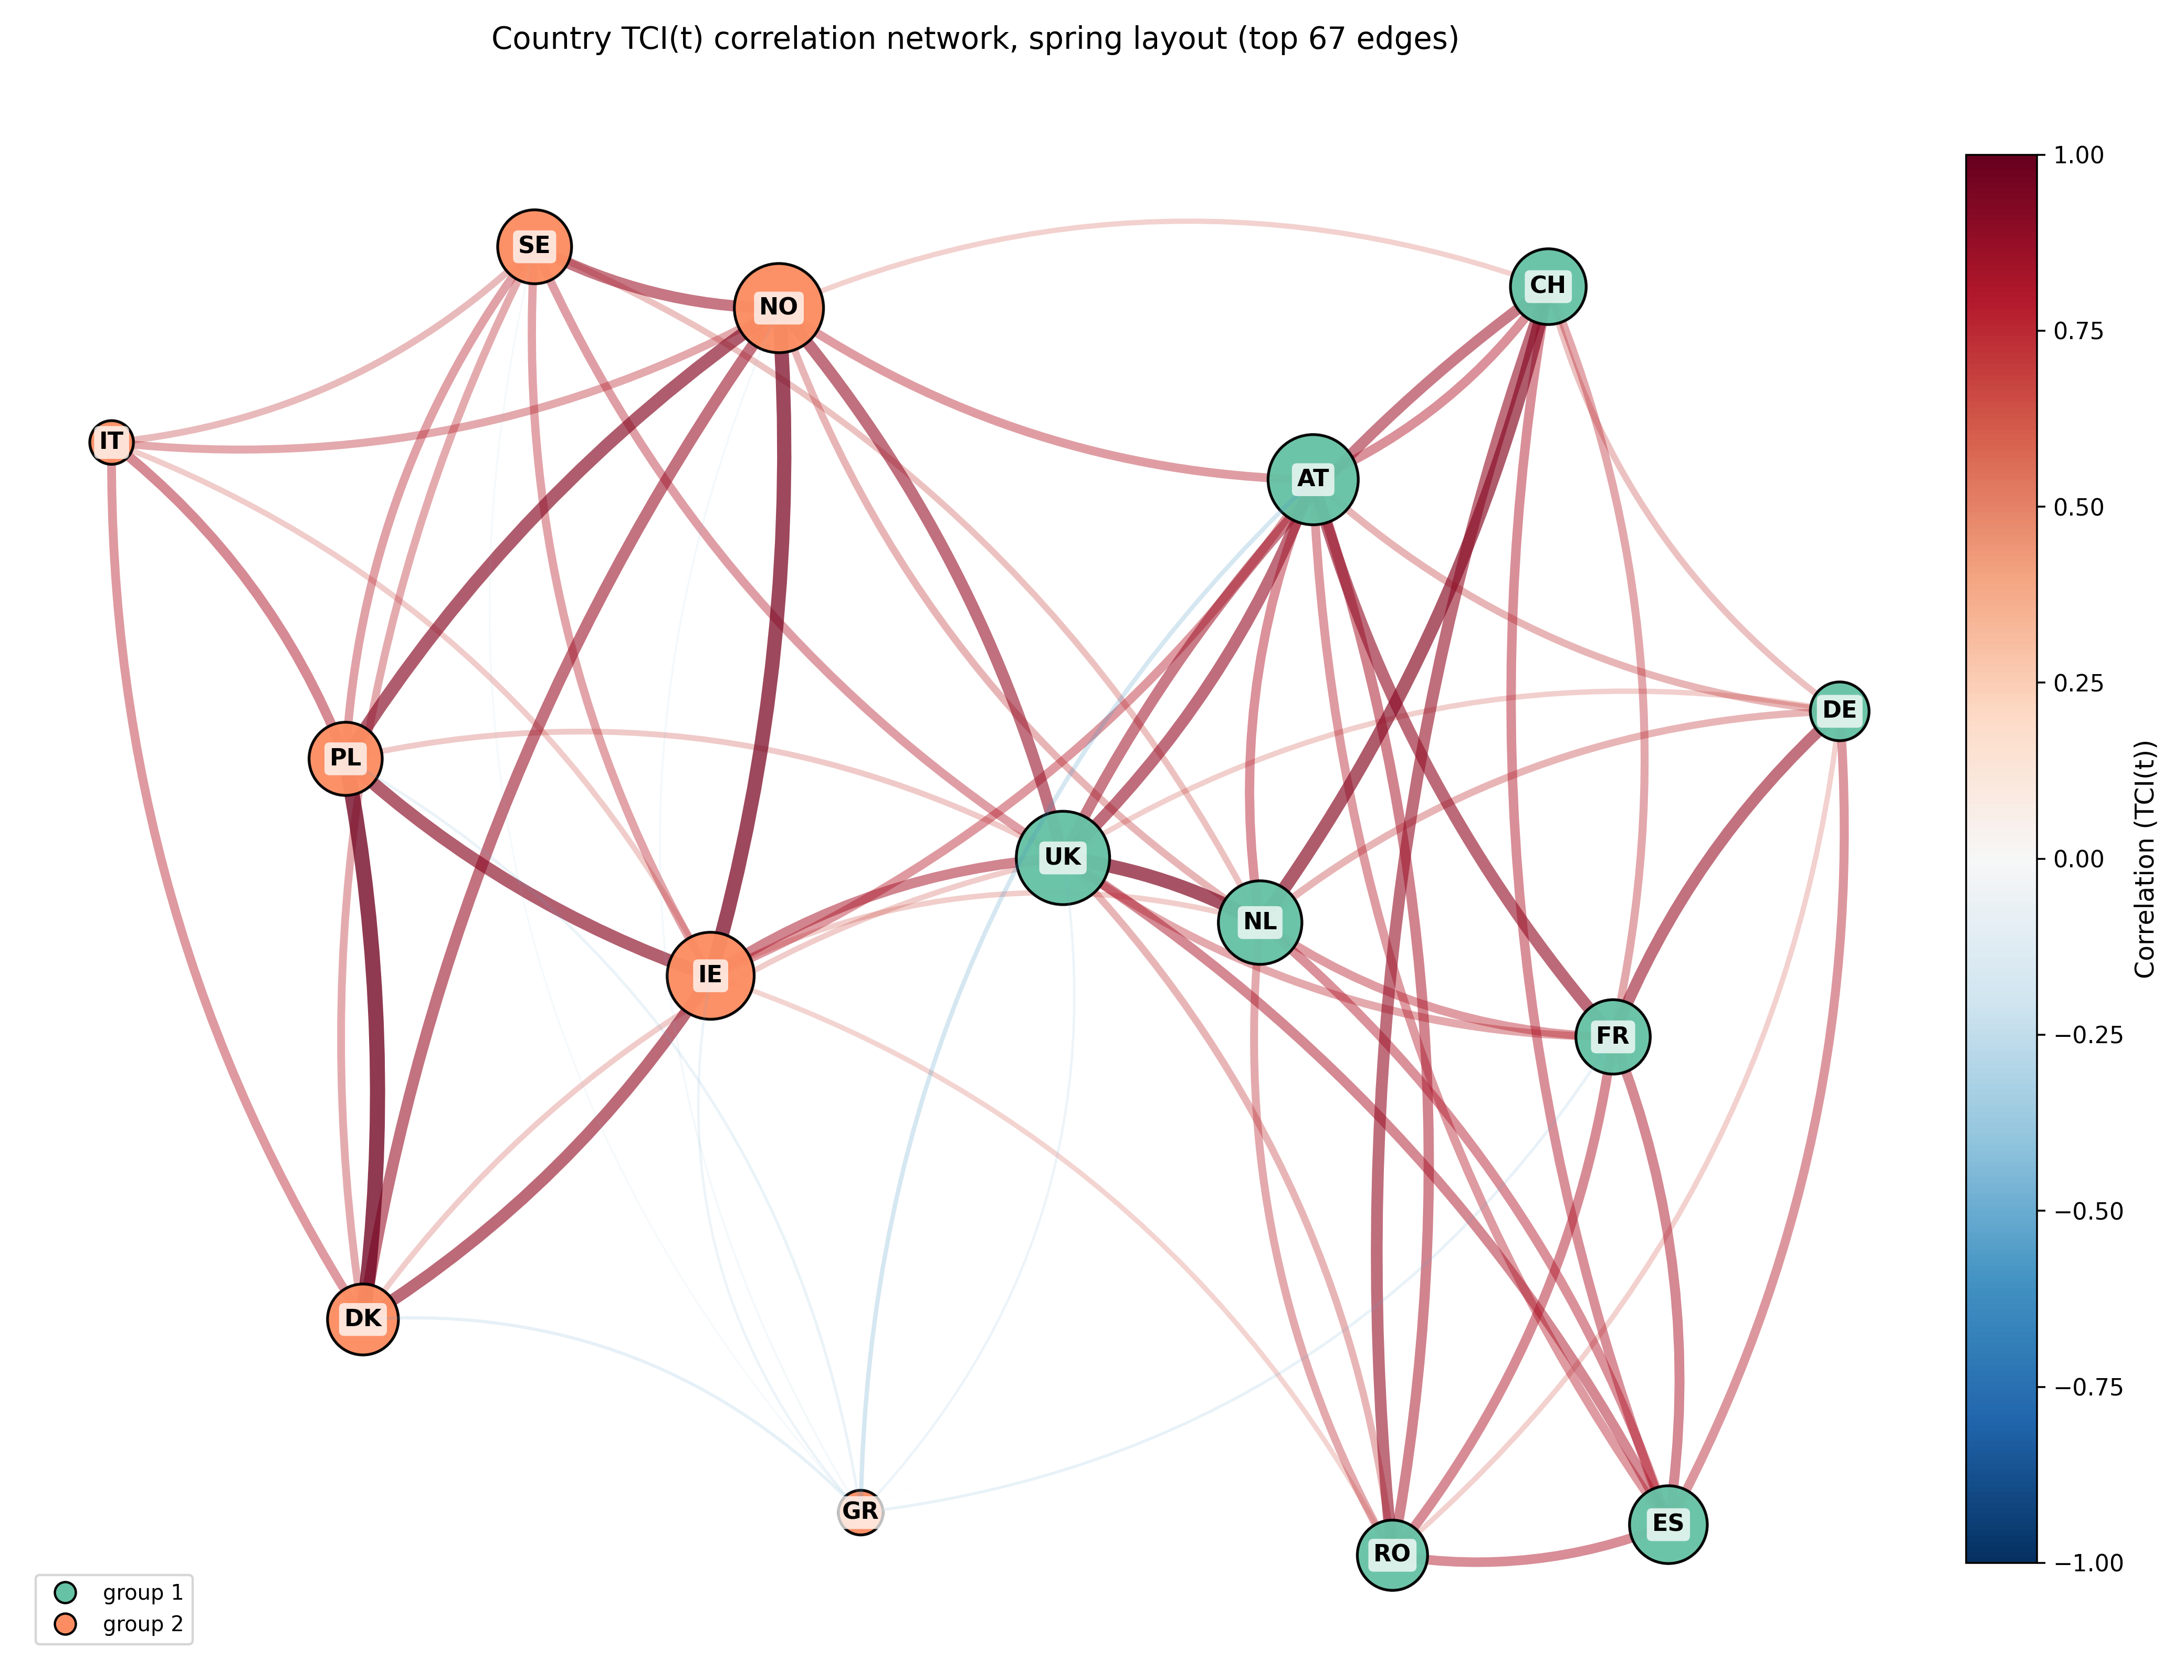 Country TCI(t) correlation network, spring layout (top 67 edges)
SE
NO
CH
IT
AT
DE
PL
UK
NL
IE
FR
DK
GR
ES
RO
group 1
group 2
1.00
0.75
0.50
0.25
0.00
−0.25
−0.50
−0.75
−1.00
Correlation (TCI(t))